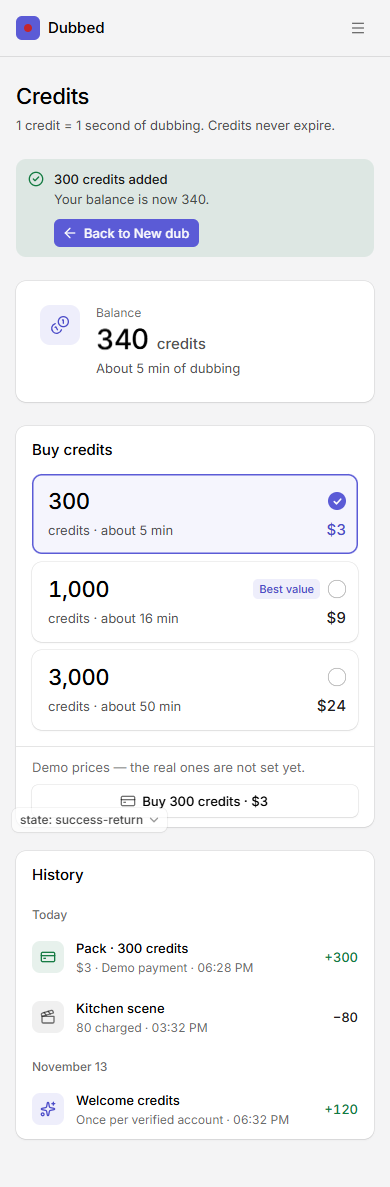 Dubbed
Credits
1 credit = 1 second of dubbing. Credits never expire.
300 credits added
Your balance is now 340.
Back to New dub
Balance
340 credits
About 5 min of dubbing
Buy credits
300
credits · about 5 min
$3
1,000
Best value
credits · about 16 min
$9
3,000
credits · about 50 min
$24
Demo prices — the real ones are not set yet.
Buy 300 credits · $3
state: success-return
History
Today
Pack · 300 credits
$3 · Demo payment · 06:28 PM
+300
Kitchen scene
80 charged · 03:32 PM
−80
November 13
Welcome credits
Once per verified account · 06:32 PM
+120